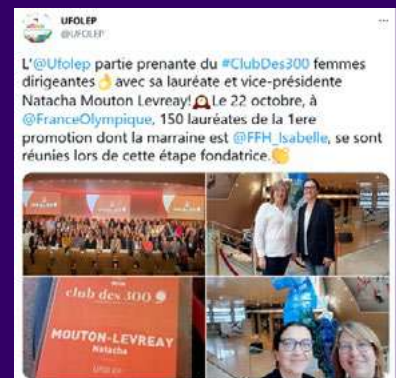 UFOLEP
@UFOLEP
L'@Ufolep partie prenante du #ClubDes300 femmes
dirigeantes👌avec sa lauréate et vice-présidente
Natacha Mouton Levreay!🕰Le 22 octobre, à
@FranceOlympique, 150 lauréates de la 1ere
promotion dont la marraine est @FFH_Isabelle, se sont
réunies lors de cette étape fondatrice.👏
club des 300
MOUTON-LEVREAY
Natacha